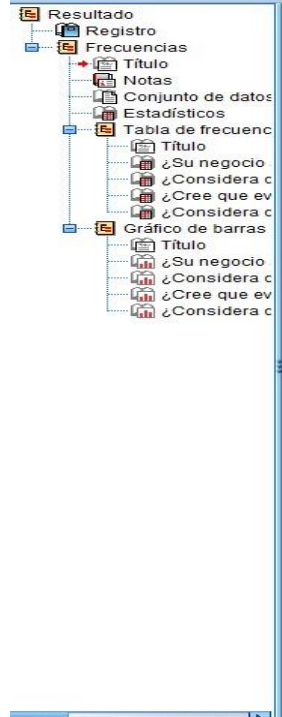 Resultado
Registro
Frecuencias
Título
Notas
Conjunto de datos
Estadísticos
Tabla de frecuenc
Título
¿Su negocio
¿Considera c
¿Cree que ev
¿Considera c
Gráfico de barras
Título
¿Su negocio
¿Considera c
¿Cree que ev
¿Considera c